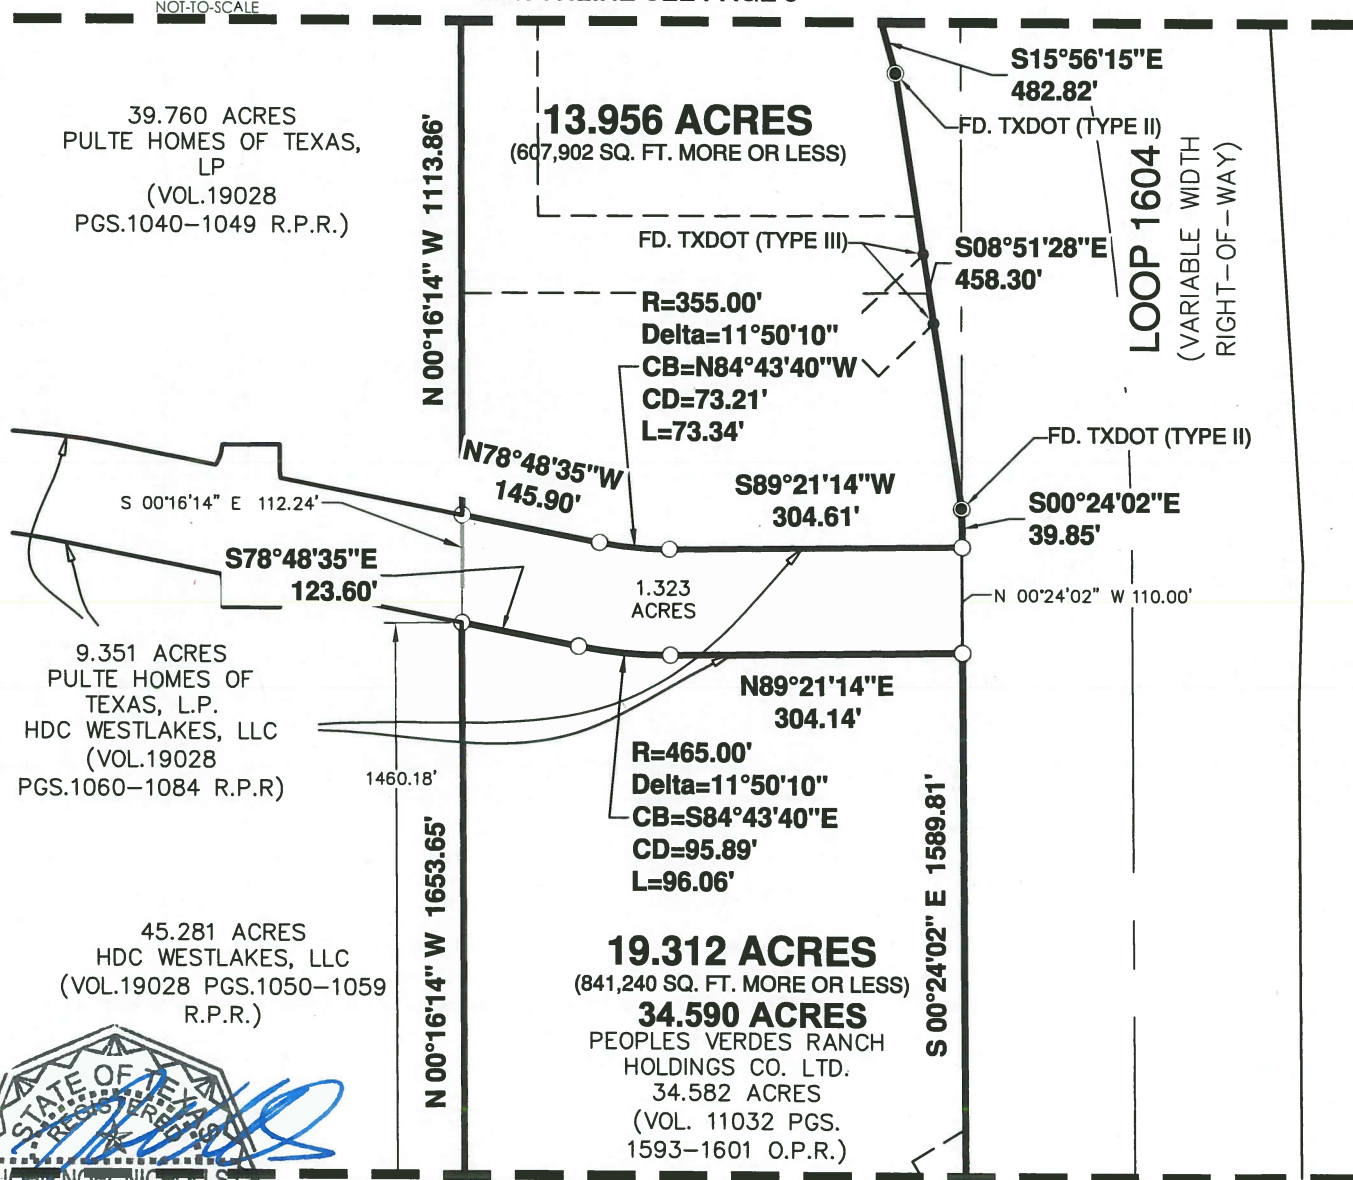 NOT-TO-SCALE
39.760 ACRES
PULTE HOMES OF TEXAS,
LP
(VOL.19028
PGS.1040-1049 R.P.R.)
N 00°16'14" W 1113.86'
13.956 ACRES
(607,902 SQ. FT. MORE OR LESS)
S15°56'15"E
482.82'
FD. TXDOT (TYPE II)
LOOP 1604
(VARIABLE WIDTH
RIGHT-OF-WAY)
FD. TXDOT (TYPE III)
S08°51'28"E
458.30'
R=355.00'
Delta=11°50'10"
CB=N84°43'40"W
CD=73.21'
L=73.34'
FD. TXDOT (TYPE II)
N78°48'35"W
145.90'
S89°21'14"W
304.61'
S00°24'02"E
39.85'
S 00°16'14" E 112.24'
S78°48'35"E
123.60'
1.323
ACRES
N 00°24'02" W 110.00'
9.351 ACRES
PULTE HOMES OF
TEXAS, L.P.
HDC WESTLAKES, LLC
(VOL.19028
PGS.1060-1084 R.P.R)
N89°21'14"E
304.14'
R=465.00'
Delta=11°50'10"
CB=S84°43'40"E
CD=95.89'
L=96.06'
1460.18'
N 00°16'14" W 1653.65'
S 00°24'02" E 1589.81'
45.281 ACRES
HDC WESTLAKES, LLC
(VOL.19028 PGS.1050-1059
R.P.R.)
19.312 ACRES
(841,240 SQ. FT. MORE OR LESS)
34.590 ACRES
PEOPLES VERDES RANCH
HOLDINGS CO. LTD.
34.582 ACRES
(VOL. 11032 PGS.
1593-1601 O.P.R.)
STATE OF TEXAS
REGISTERED